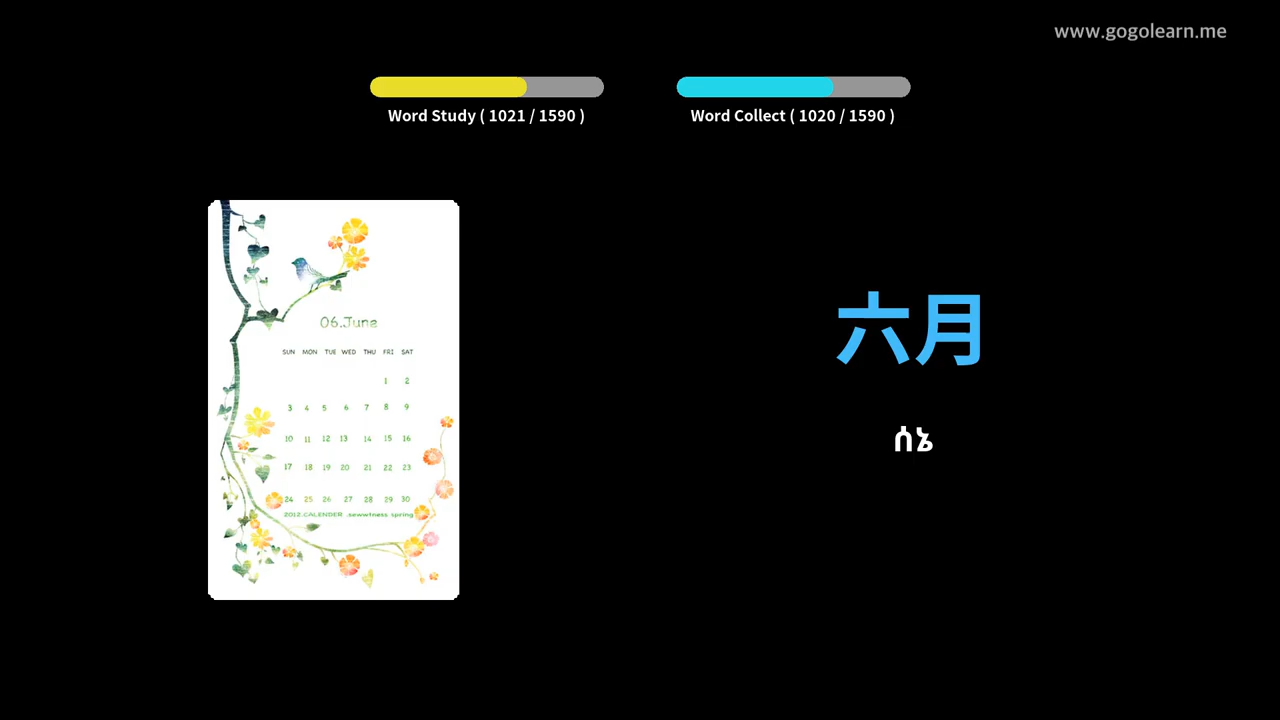 www.gogolearn.me
Word Study ( 1021 / 1590 )
Word Collect ( 1020 / 1590 )
06.June
SUN MON TUE WED THU FRI SAT
1 2
3 4 5 6 7 8 9
10 11 12 13 14 15 16
17 18 19 20 21 22 23
24 25 26 27 28 29 30
2012.CALENDER .sewwtness spring
六月
ሰኔ